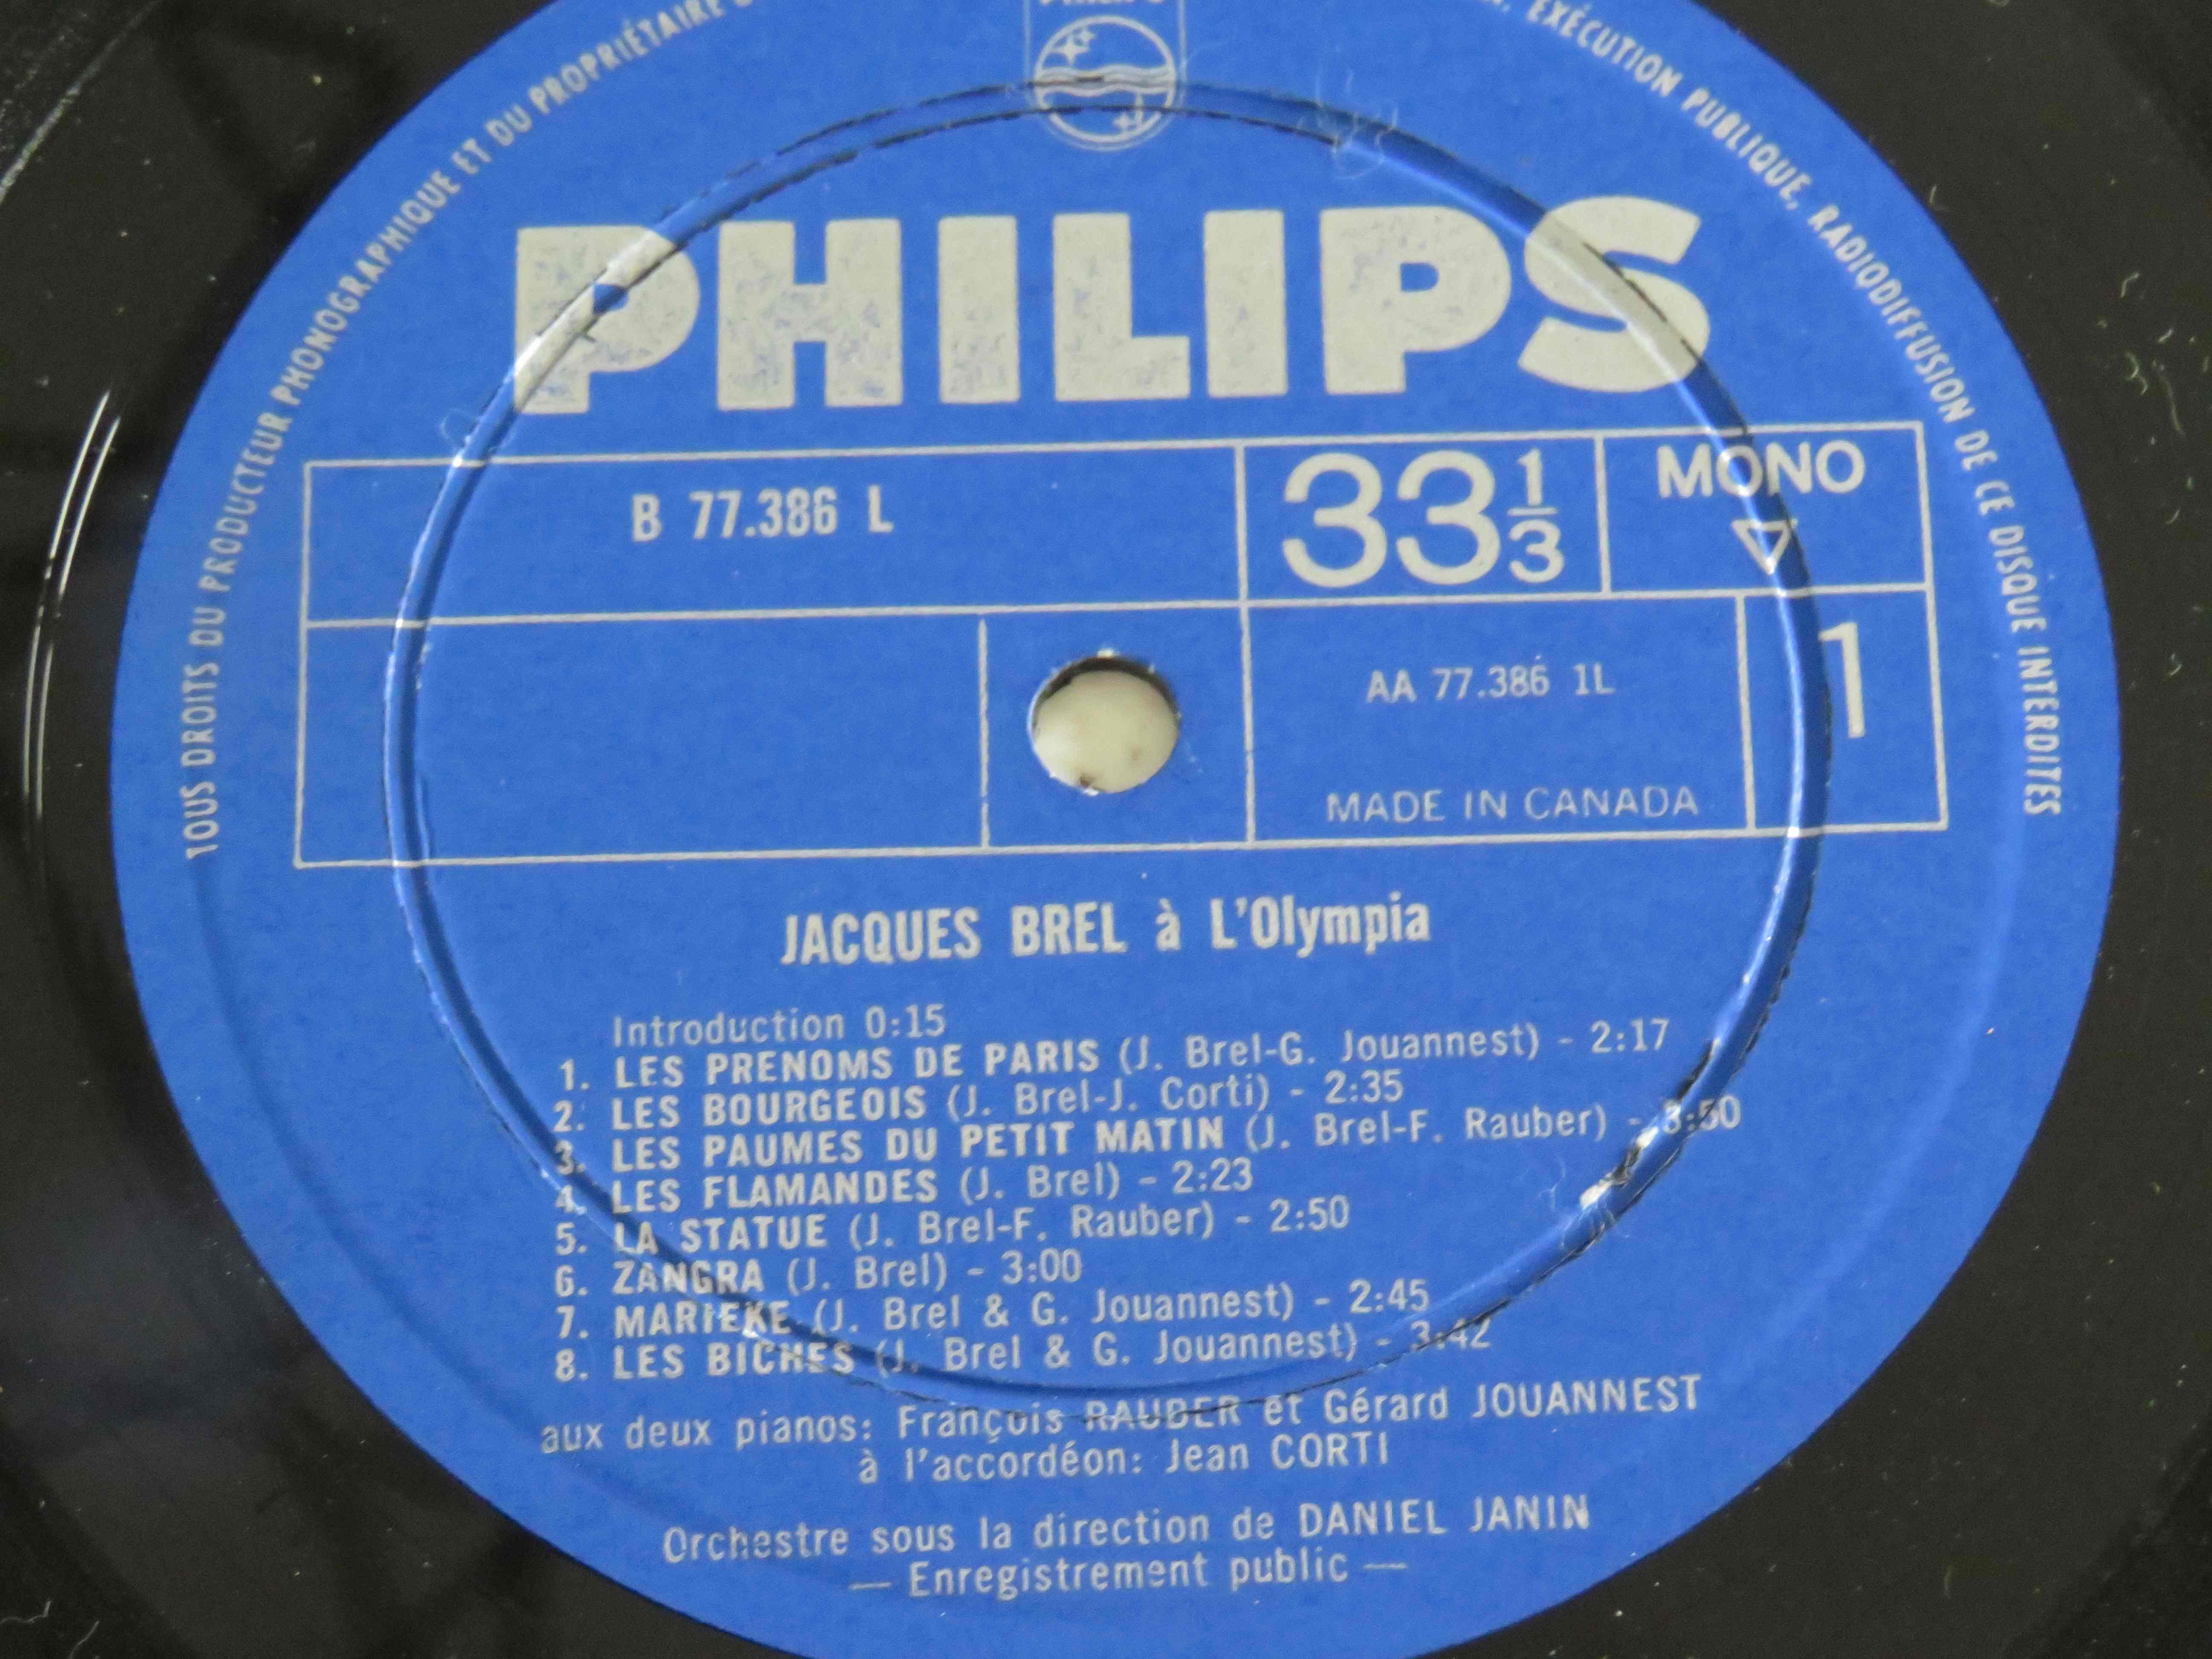 TOUS DROITS DU PRODUCTEUR PHONOGRAPHIQUE ET DU PROPRIÉTAIRE
EXÉCUTION PUBLIQUE, RADIODIFFUSION DE CE DISQUE INTERDITES
PHILIPS
PHILIPS
B 77.386 L
33 1/3
MONO
AA 77.386 1L
1
MADE IN CANADA
JACQUES BREL à L'Olympia
Introduction 0:15
1. LES PRENOMS DE PARIS (J. Brel-G. Jouannest) - 2:17
2. LES BOURGEOIS (J. Brel-J. Corti) - 2:35
3. LES PAUMES DU PETIT MATIN (J. Brel-F. Rauber) - 3:50
4. LES FLAMANDES (J. Brel) - 2:23
5. LA STATUE (J. Brel-F. Rauber) - 2:50
6. ZANGRA (J. Brel) - 3:00
7. MARIEKE (J. Brel & G. Jouannest) - 2:45
8. LES BICHES (J. Brel & G. Jouannest) - 3:42
aux deux pianos: François RAUBER et Gérard JOUANNEST
à l'accordéon: Jean CORTI
Orchestre sous la direction de DANIEL JANIN
— Enregistrement public —